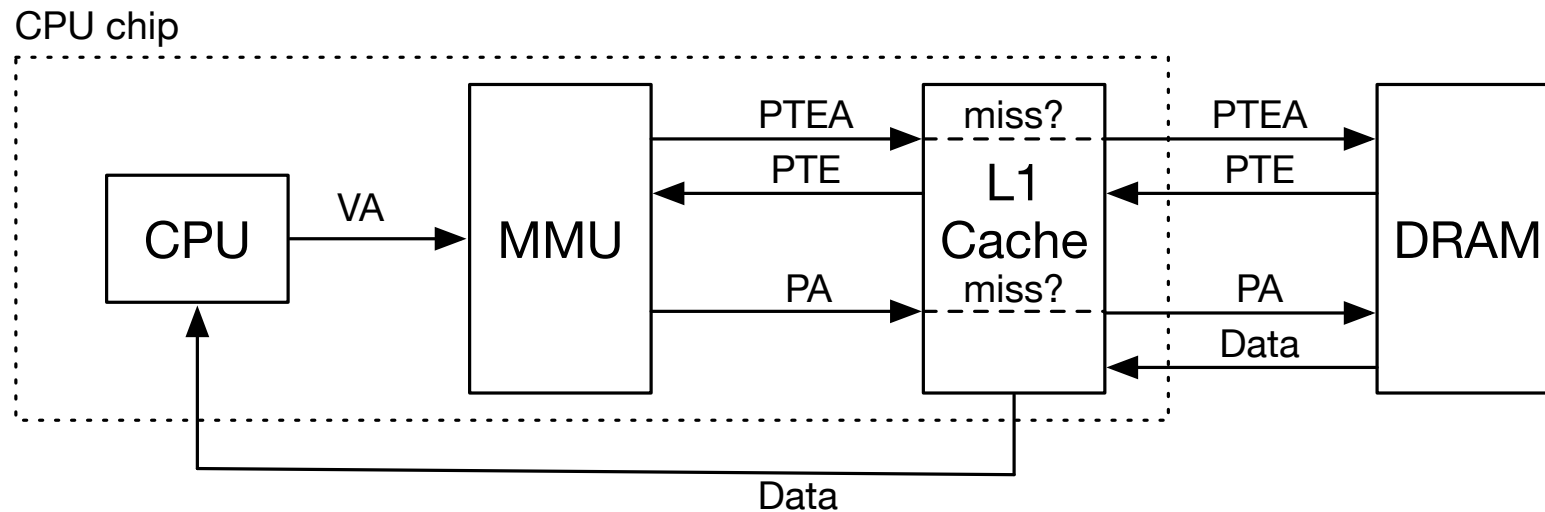 CPU chip
PTEA miss? PTEA
PTE L1 PTE
VA
CPU MMU Cache DRAM
PA miss? PA
Data
Data